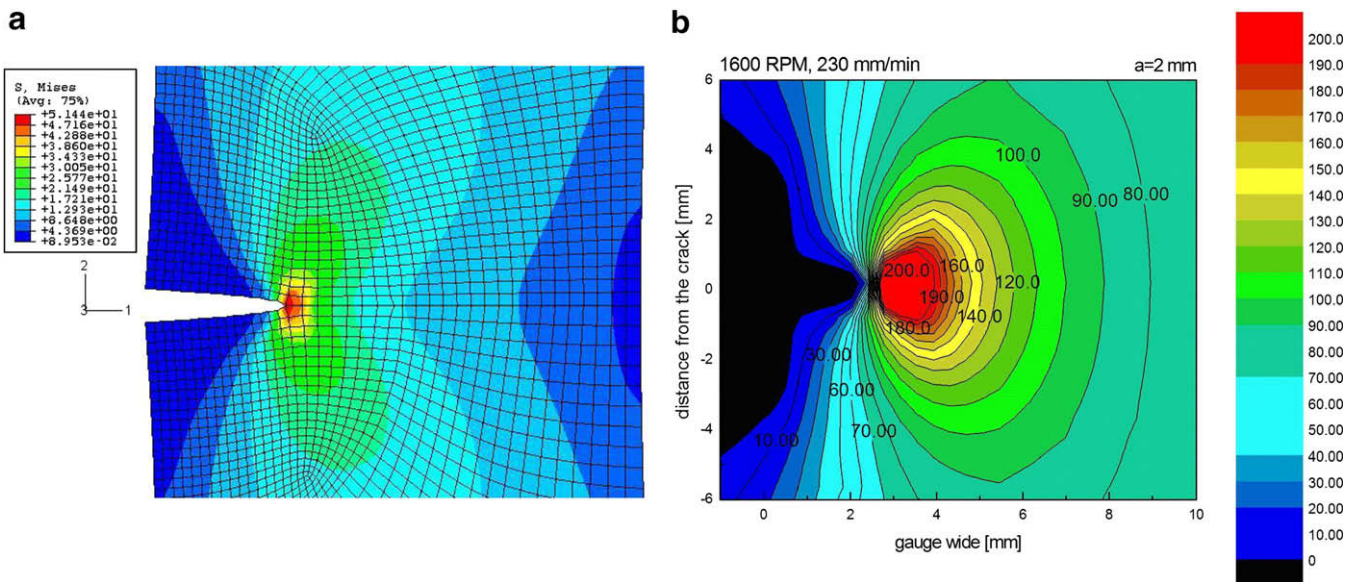 a
S, Mises
(Avg: 75%)
+5.144e+01
+4.716e+01
+4.288e+01
+3.860e+01
+3.433e+01
+3.005e+01
+2.577e+01
+2.149e+01
+1.721e+01
+1.293e+01
+8.648e+00
+4.369e+00
+8.953e-02
2
3
1
b
1600 RPM, 230 mm/min
a=2 mm
6
4
2
0
-2
-4
-6
distance from the crack [mm]
100.0
90.00
80.00
200.0
160.0
120.0
190.0
140.0
180.0
30.00
60.00
70.00
10.00
0
2
4
6
8
10
gauge wide [mm]
200.0
190.0
180.0
170.0
160.0
150.0
140.0
130.0
120.0
110.0
100.0
90.00
80.00
70.00
60.00
50.00
40.00
30.00
20.00
10.00
0